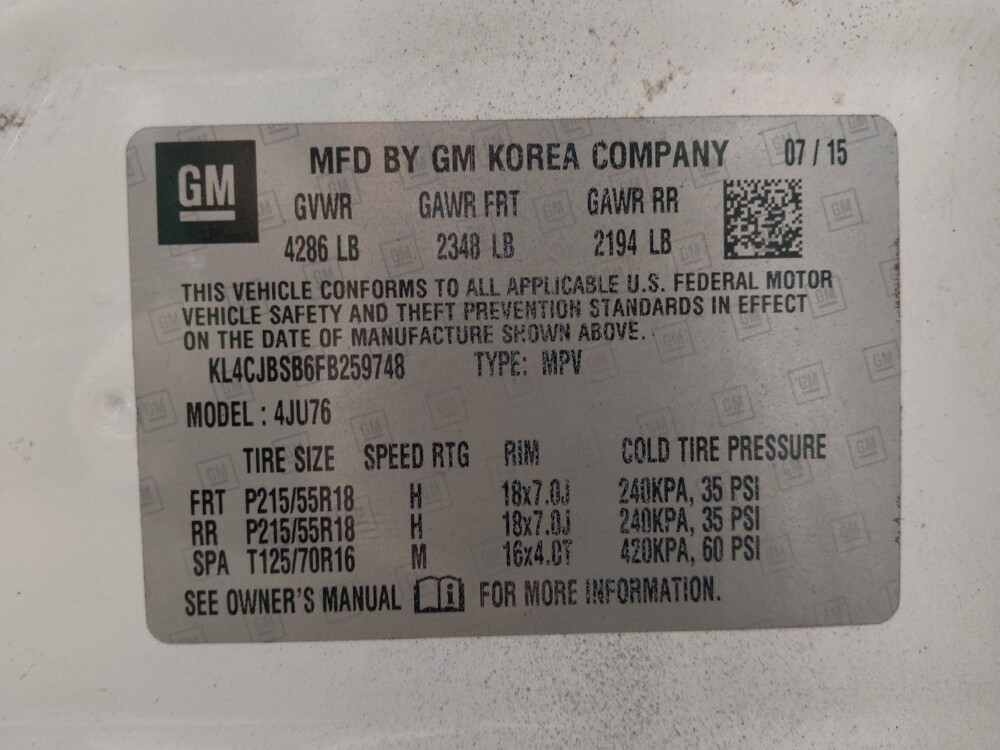 GM MFD BY GM KOREA COMPANY 07 / 15
GVWR GAWR FRT GAWR RR
4286 LB 2348 LB 2194 LB
THIS VEHICLE CONFORMS TO ALL APPLICABLE U.S. FEDERAL MOTOR
VEHICLE SAFETY AND THEFT PREVENTION STANDARDS IN EFFECT
ON THE DATE OF MANUFACTURE SHOWN ABOVE.
KL4CJBSB6FB259748 TYPE: MPV
MODEL : 4JU76
TIRE SIZE SPEED RTG RIM COLD TIRE PRESSURE
FRT P215/55R18 H 18x7.0J 240KPA, 35 PSI
RR P215/55R18 H 18x7.0J 240KPA, 35 PSI
SPA T125/70R16 M 16x4.0T 420KPA, 60 PSI
SEE OWNER'S MANUAL FOR MORE INFORMATION.